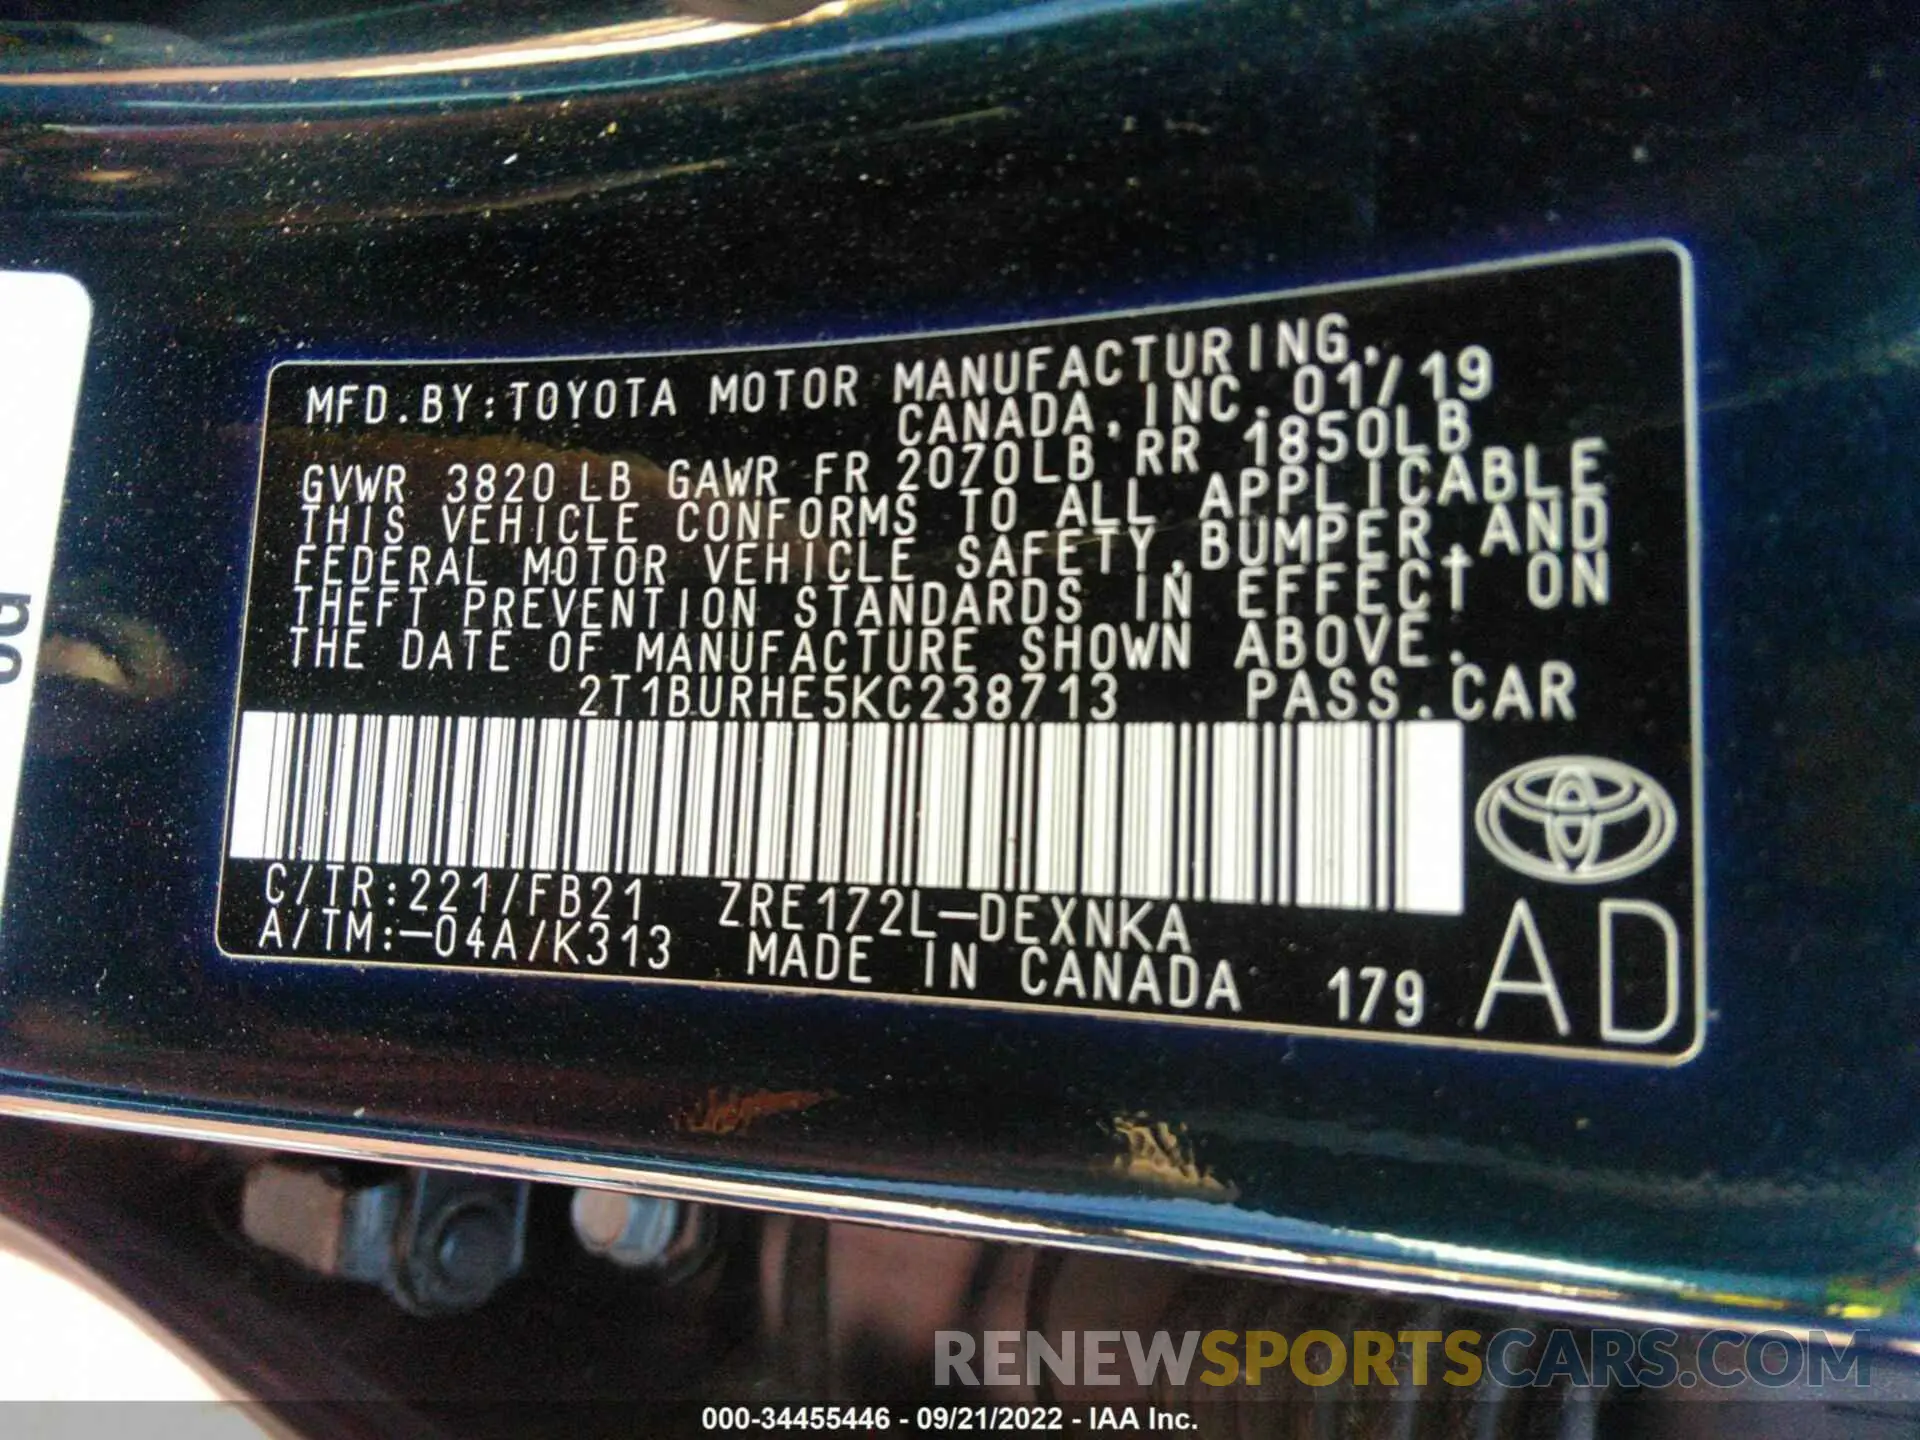 MFD.BY:TOYOTA MOTOR MANUFACTURING,
CANADA, INC. 01/19
GVWR 3820 LB GAWR FR 2070LB RR 1850LB
THIS VEHICLE CONFORMS TO ALL APPLICABLE
FEDERAL MOTOR VEHICLE SAFETY,BUMPER,AND
THEFT PREVENTION STANDARDS IN EFFECT ON
THE DATE OF MANUFACTURE SHOWN ABOVE.
2T1BURHE5KC238713 PASS.CAR
C/TR:221/FB21 ZRE172L-DEXNKA
A/TM:-04A/K313 MADE IN CANADA 179
AD
RENEWSPORTSCARS.COM
000-34455446 - 09/21/2022 - IAA Inc.